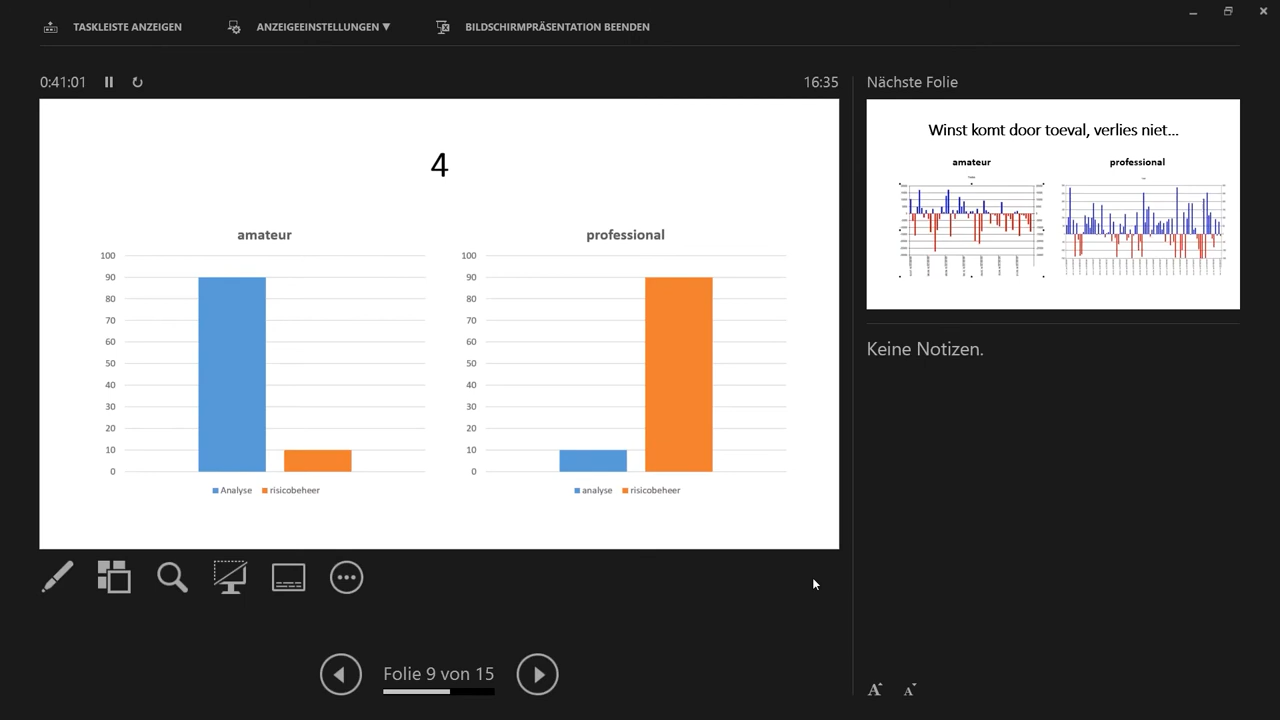 TASKLEISTE ANZEIGEN
ANZEIGEEINSTELLUNGEN ▼
BILDSCHIRMPRÄSENTATION BEENDEN
0:41:01
16:35
4
amateur
100
90
80
70
60
50
40
30
20
10
0
Analyse risicobeheer
professional
100
90
80
70
60
50
40
30
20
10
0
analyse risicobeheer
Nächste Folie
Winst komt door toeval, verlies niet...
amateur
professional
Keine Notizen.
Folie 9 von 15
A A